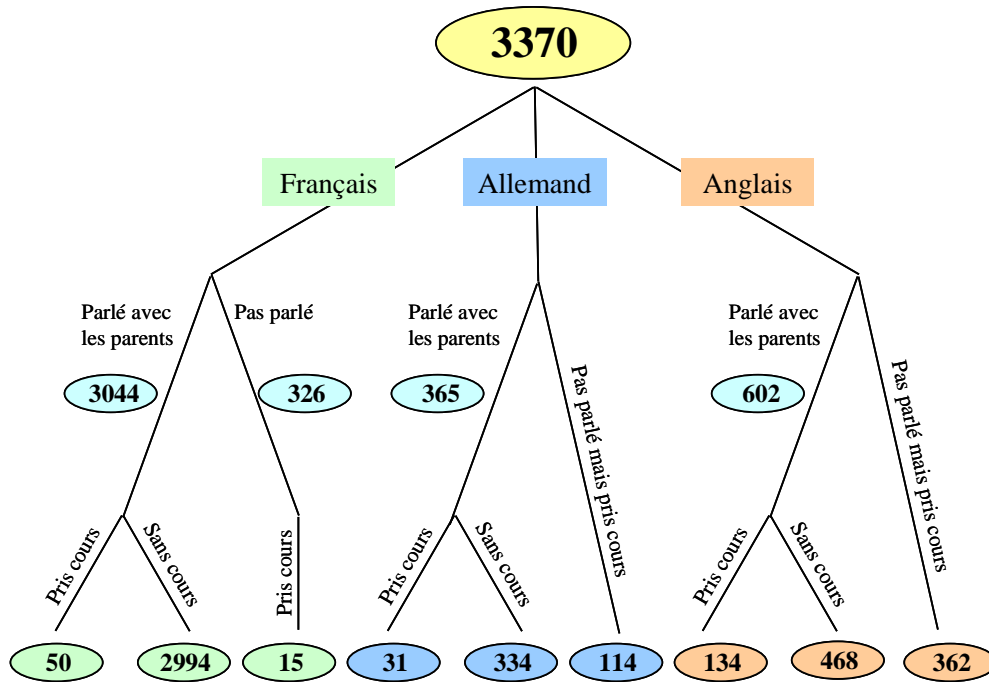 3370
Français
Allemand
Anglais
Parlé avec
les parents
Pas parlé
Parlé avec
les parents
Parlé avec
les parents
3044
326
365
602
Pas parlé mais pris cours
Pas parlé mais pris cours
Pris cours
Sans cours
Pris cours
Pris cours
Sans cours
Pris cours
Sans cours
50
2994
15
31
334
114
134
468
362